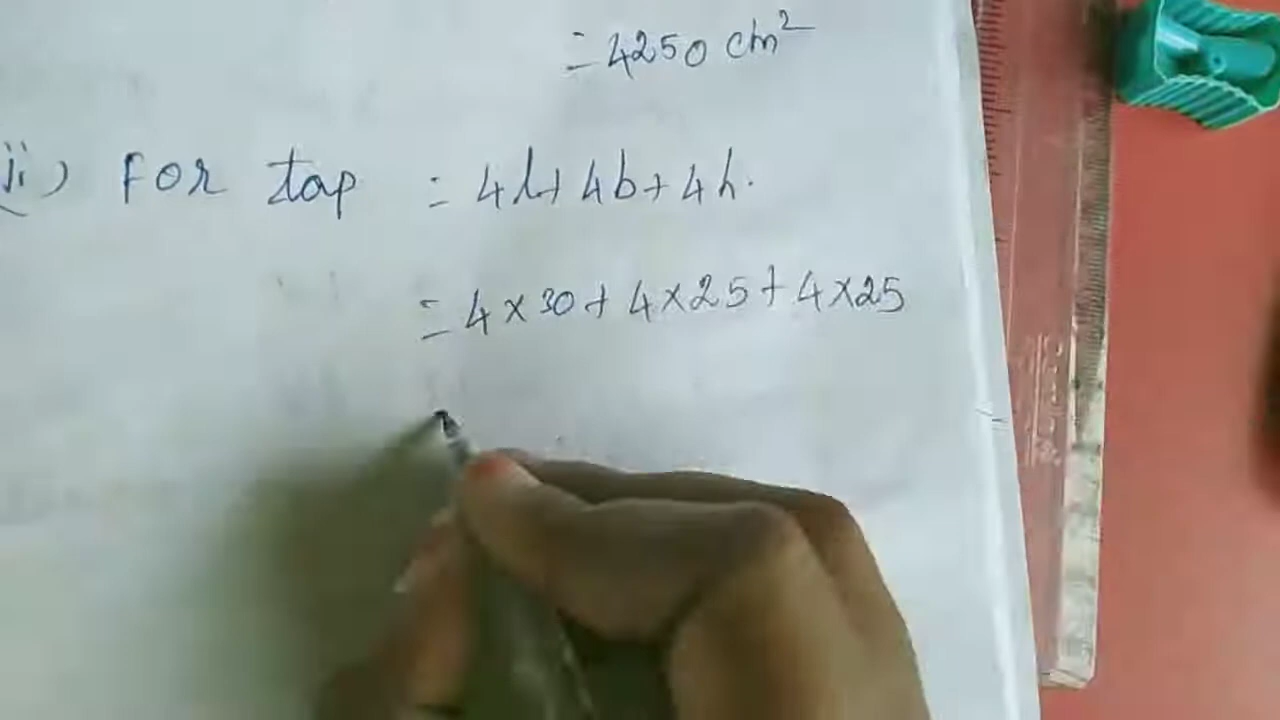 = 4250 cm²
ii) For tap = 4l + 4b + 4h.
= 4 × 30 + 4 × 25 + 4 × 25